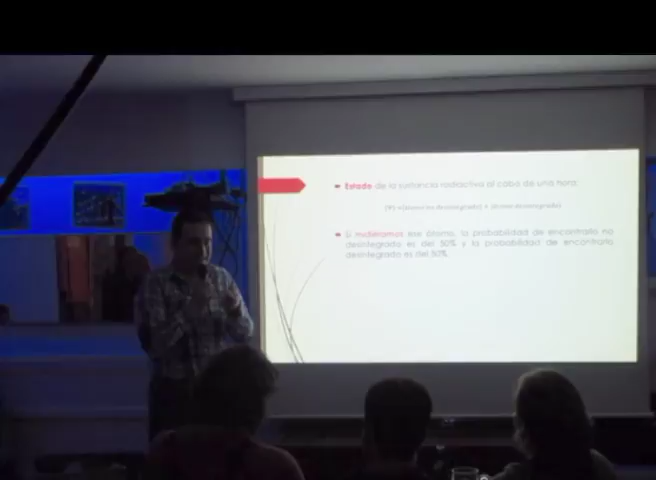 Estado de la sustancia radractiva al cabo de una hora:
Si midiéramos ese átomo, la probabilidad de encontrarlo no
desintegrado es del 50% y la probabilidad de encontrarlo
desintegrado es del 50%.